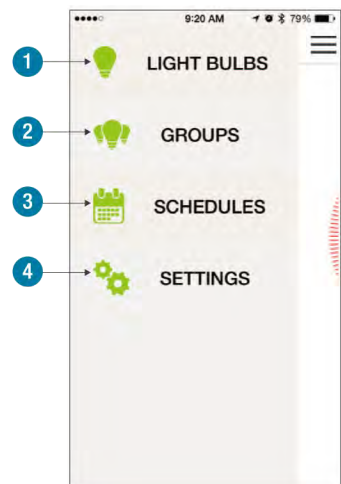 9:20 AM 79%
1 LIGHT BULBS
2 GROUPS
3 SCHEDULES
4 SETTINGS